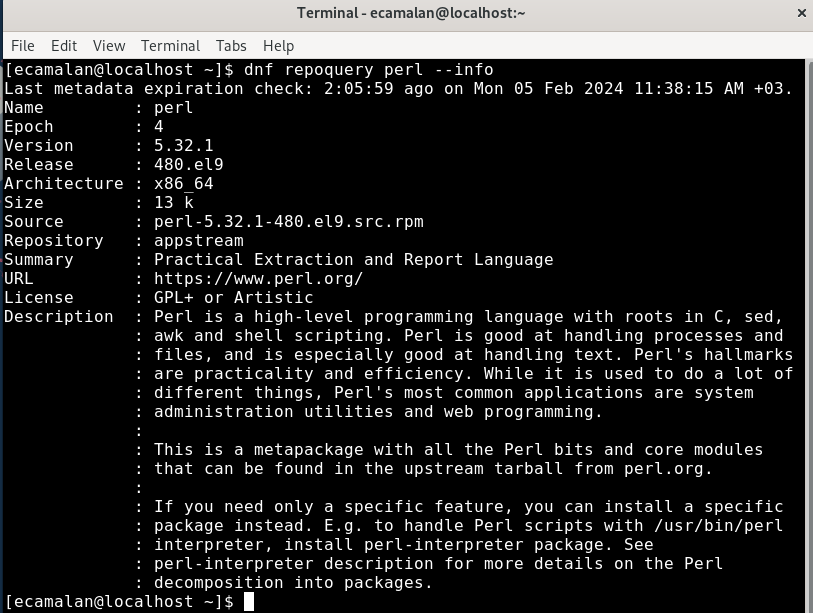 Terminal - ecamalan@localhost:~
File Edit View Terminal Tabs Help
[ecamalan@localhost ~]$ dnf repoquery perl --info
Last metadata expiration check: 2:05:59 ago on Mon 05 Feb 2024 11:38:15 AM +03.
Name         : perl
Epoch        : 4
Version      : 5.32.1
Release      : 480.el9
Architecture : x86_64
Size         : 13 k
Source       : perl-5.32.1-480.el9.src.rpm
Repository   : appstream
Summary      : Practical Extraction and Report Language
URL          : https://www.perl.org/
License      : GPL+ or Artistic
Description  : Perl is a high-level programming language with roots in C, sed,
             : awk and shell scripting. Perl is good at handling processes and
             : files, and is especially good at handling text. Perl's hallmarks
             : are practicality and efficiency. While it is used to do a lot of
             : different things, Perl's most common applications are system
             : administration utilities and web programming.
             :
             : This is a metapackage with all the Perl bits and core modules
             : that can be found in the upstream tarball from perl.org.
             :
             : If you need only a specific feature, you can install a specific
             : package instead. E.g. to handle Perl scripts with /usr/bin/perl
             : interpreter, install perl-interpreter package. See
             : perl-interpreter description for more details on the Perl
             : decomposition into packages.
[ecamalan@localhost ~]$